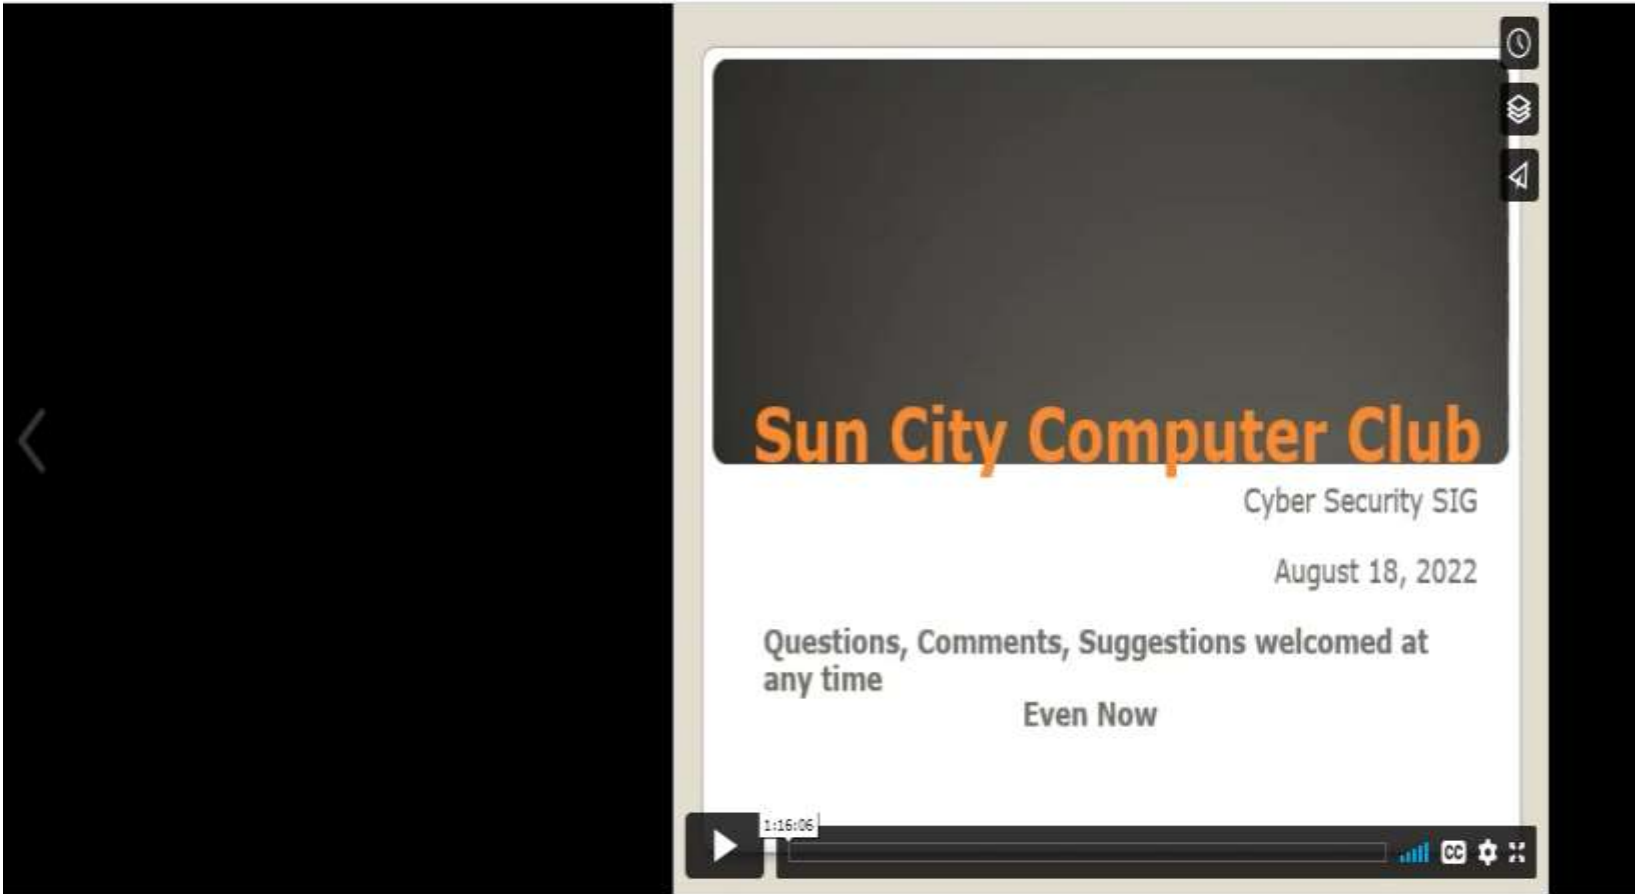 Sun City Computer Club
Cyber Security SIG
August 18, 2022
Questions, Comments, Suggestions welcomed at
any time
Even Now
1:16:06
CC